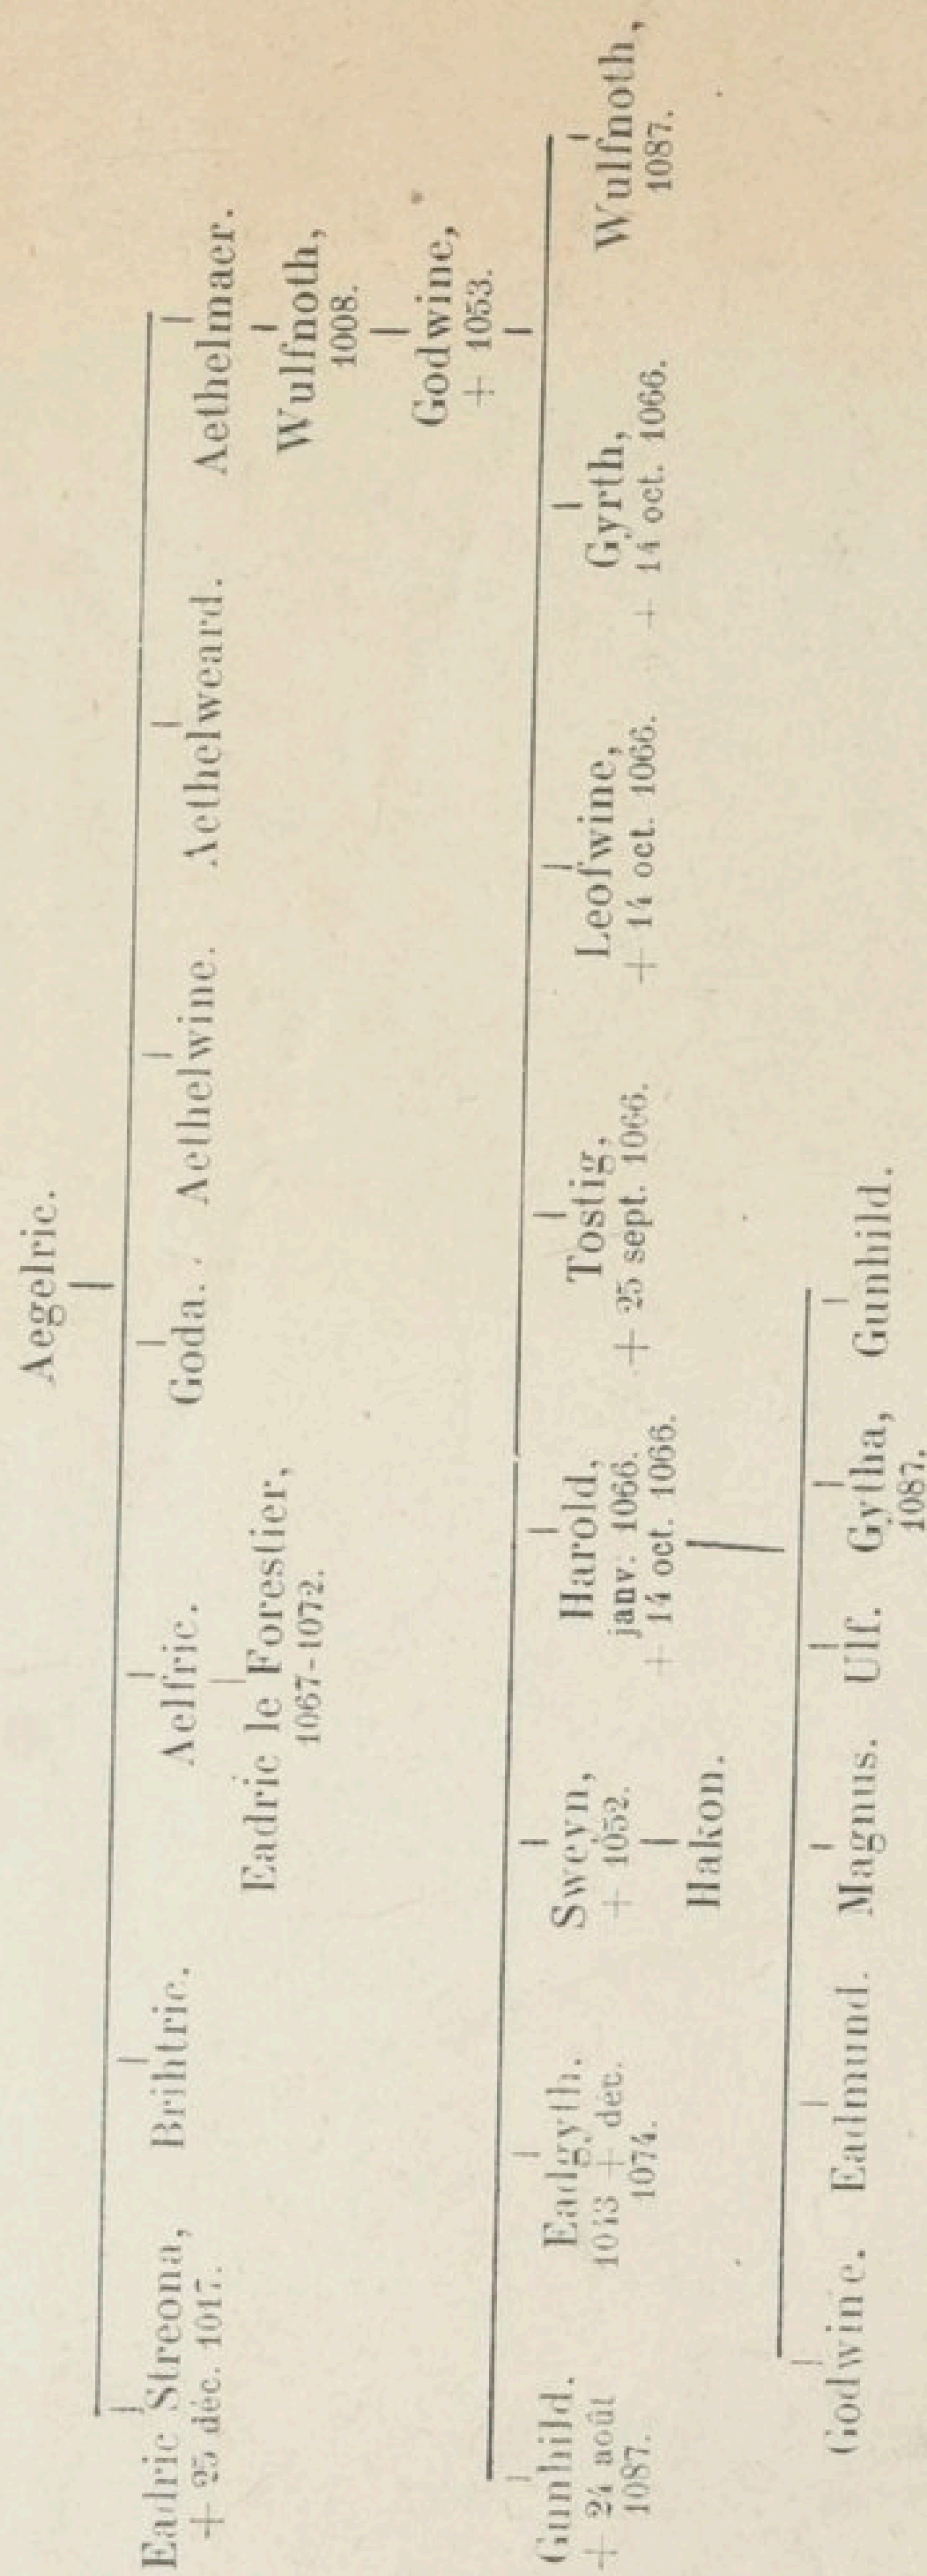 Aegelric.
Eadric Streona,
+ 25 déc. 1017.
Brihtric.
Aelfric.
Eadric le Forestier,
1067-1072.
Goda.
Aethelwine.
Aethelweard.
Aethelmaer.
Wulfnoth,
1008.
Godwine,
+ 1053.
Gunhild.
+ 24 août
1087.
Eadgyth.
1043 + déc.
1074.
Sweyn,
+ 1052.
Hakon.
Harold,
janv. 1066.
+ 14 oct. 1066.
Tostig,
+ 25 sept. 1066.
Leofwine,
+ 14 oct. 1066.
Gyrth,
+ 14 oct. 1066.
Wulfnoth,
1087.
Godwine.
Eadmund.
Magnus.
Ulf.
Gytha,
1087.
Gunhild.